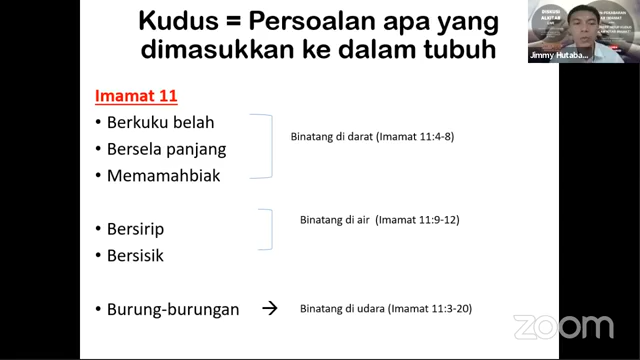 Kudus = Persoalan apa yang
dimasukkan ke dalam tubuh
Imamat 11
• Berkuku belah
• Bersela panjang
• Memamahbiak
Binatang di darat (Imamat 11:4-8)
• Bersirip
• Bersisik
Binatang di air (Imamat 11:9-12)
• Burung-burungan → Binatang di udara (Imamat 11:3-20)
DISKUSI
ALKITAB
Jimmy Hutaba...
zoom